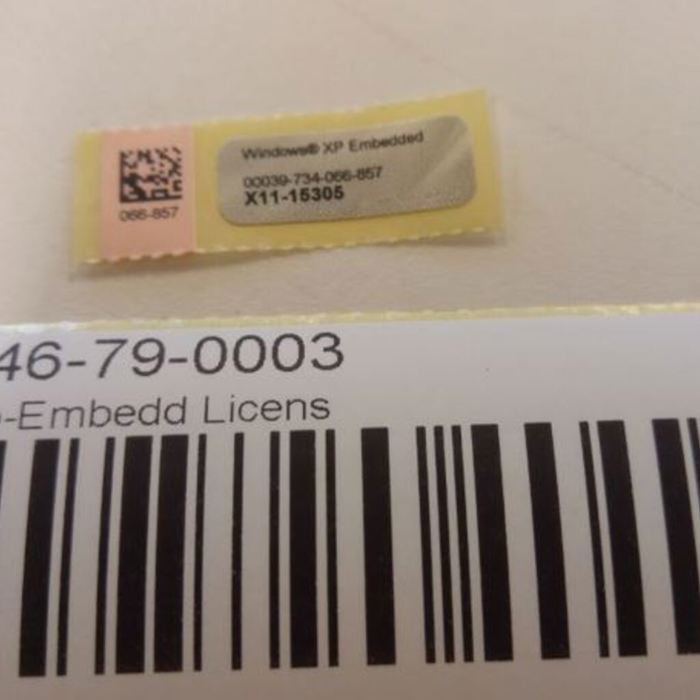 Windows® XP Embedded
00039-734-066-857
X11-15305
066-857
46-79-0003
-Embedd Licens